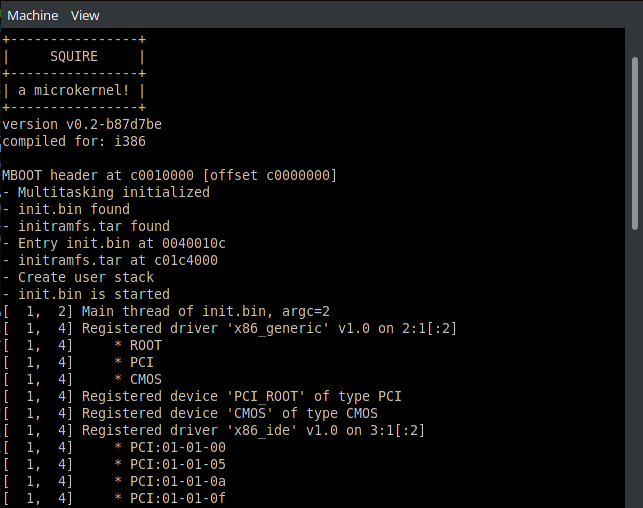 Machine View
+----------------+
|     SQUIRE     |
+----------------+
| a microkernel! |
+----------------+
version v0.2-b87d7be
compiled for: i386
MBOOT header at c0010000 [offset c0000000]
- Multitasking initialized
- init.bin found
- initramfs.tar found
- Entry init.bin at 0040010c
- initramfs.tar at c01c4000
- Create user stack
- init.bin is started
[  1,  2] Main thread of init.bin, argc=2
[  1,  4] Registered driver 'x86_generic' v1.0 on 2:1[:2]
[  1,  4]     * ROOT
[  1,  4]     * PCI
[  1,  4]     * CMOS
[  1,  4] Registered device 'PCI_ROOT' of type PCI
[  1,  4] Registered device 'CMOS' of type CMOS
[  1,  4] Registered driver 'x86_ide' v1.0 on 3:1[:2]
[  1,  4]     * PCI:01-01-00
[  1,  4]     * PCI:01-01-05
[  1,  4]     * PCI:01-01-0a
[  1,  4]     * PCI:01-01-0f